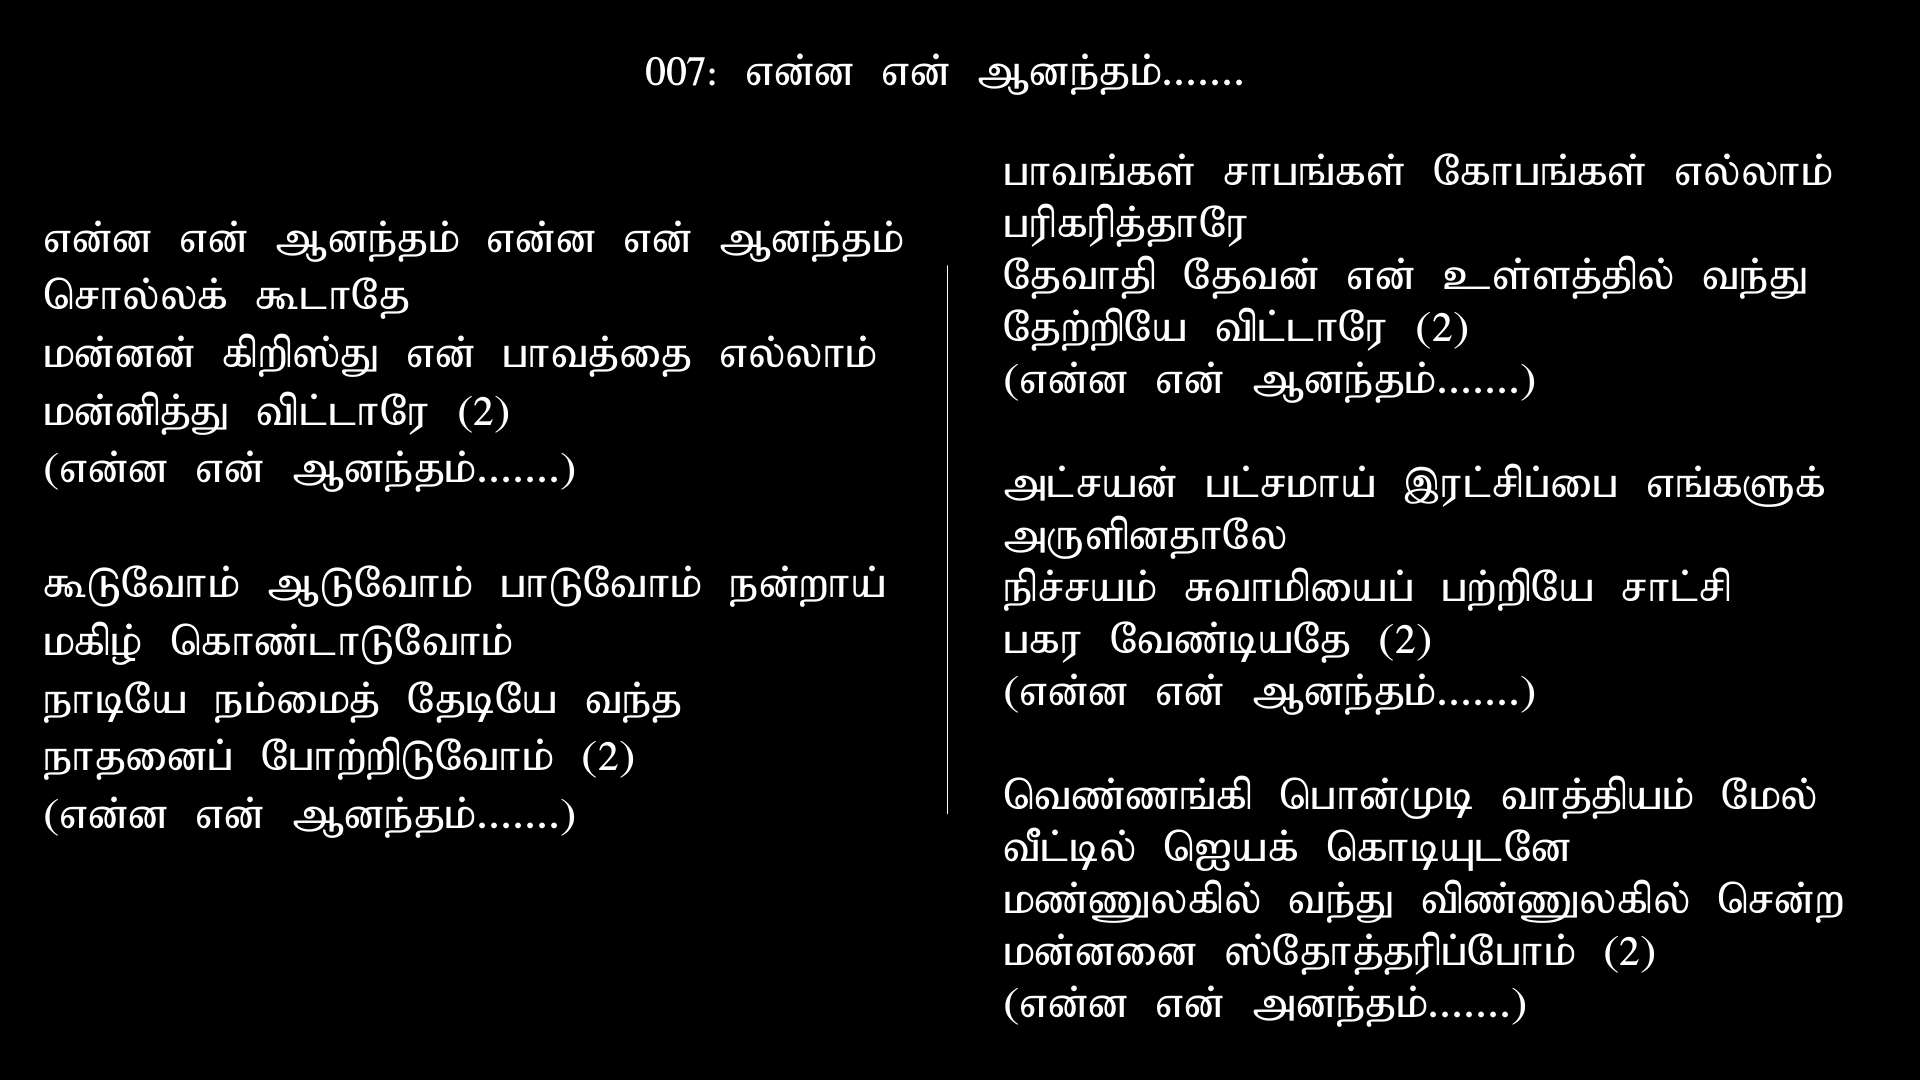 007: என்ன என் ஆனந்தம்.......
என்ன என் ஆனந்தம் என்ன என் ஆனந்தம்
சொல்லக் கூடாதே
மன்னன் கிறிஸ்து என் பாவத்தை எல்லாம்
மன்னித்து விட்டாரே (2)
(என்ன என் ஆனந்தம்.......)
கூடுவோம் ஆடுவோம் பாடுவோம் நன்றாய்
மகிழ் கொண்டாடுவோம்
நாடியே நம்மைத் தேடியே வந்த
நாதனைப் போற்றிடுவோம் (2)
(என்ன என் ஆனந்தம்.......)
பாவங்கள் சாபங்கள் கோபங்கள் எல்லாம்
பரிகரித்தாரே
தேவாதி தேவன் என் உள்ளத்தில் வந்து
தேற்றியே விட்டாரே (2)
(என்ன என் ஆனந்தம்.......)
அட்சயன் பட்சமாய் இரட்சிப்பை எங்களுக்
அருளினதாலே
நிச்சயம் சுவாமியைப் பற்றியே சாட்சி
பகர வேண்டியதே (2)
(என்ன என் ஆனந்தம்.......)
வெண்ணங்கி பொன்முடி வாத்தியம் மேல்
வீட்டில் ஜெயக் கொடியுடனே
மண்ணுலகில் வந்து விண்ணுலகில் சென்ற
மன்னனை ஸ்தோத்தரிப்போம் (2)
(என்ன என் அனந்தம்.......)